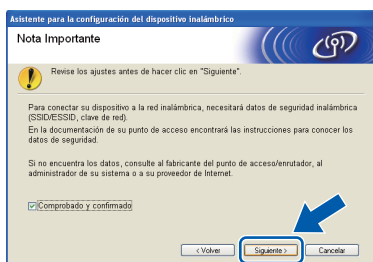 Asistente para la configuración del dispositivo inalámbrico
Nota Importante
Revise los ajustes antes de hacer clic en "Siguiente".
Para conectar su dispositivo a la red inalámbrica, necesitará datos de seguridad inalámbrica
(SSID/ESSID, clave de red).
En la documentación de su punto de acceso encontrará las instrucciones para conocer los
datos de seguridad.
Si no encuentra los datos, consulte al fabricante del punto de acceso/enrutador, al
administrador de su sistema o a su proveedor de Internet.
Comprobado y confirmado
< Volver Siguiente > Cancelar